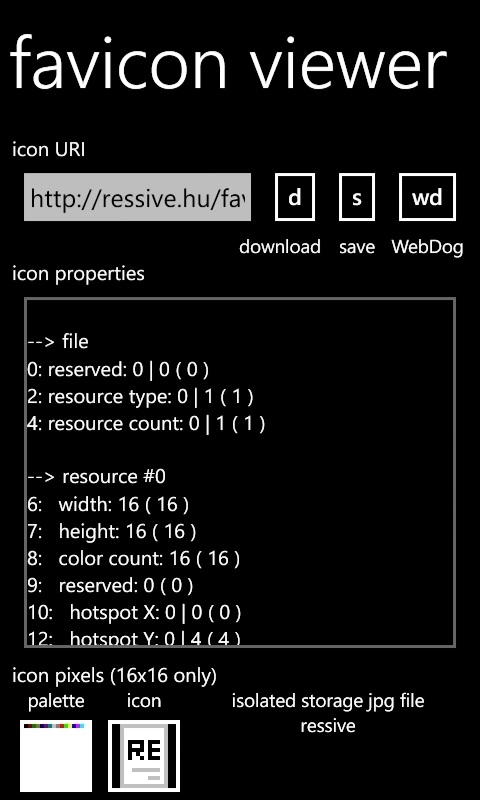 favicon viewer
icon URI
http://ressive.hu/fav
d s wd
download save WebDog
icon properties
--> file
0: reserved: 0 | 0 ( 0 )
2: resource type: 0 | 1 ( 1 )
4: resource count: 0 | 1 ( 1 )
--> resource #0
6: width: 16 ( 16 )
7: height: 16 ( 16 )
8: color count: 16 ( 16 )
9: reserved: 0 ( 0 )
10: hotspot X: 0 | 0 ( 0 )
12: hotspot Y: 0 | 4 ( 4 )
icon pixels (16x16 only)
palette icon isolated storage jpg file
ressive
RE